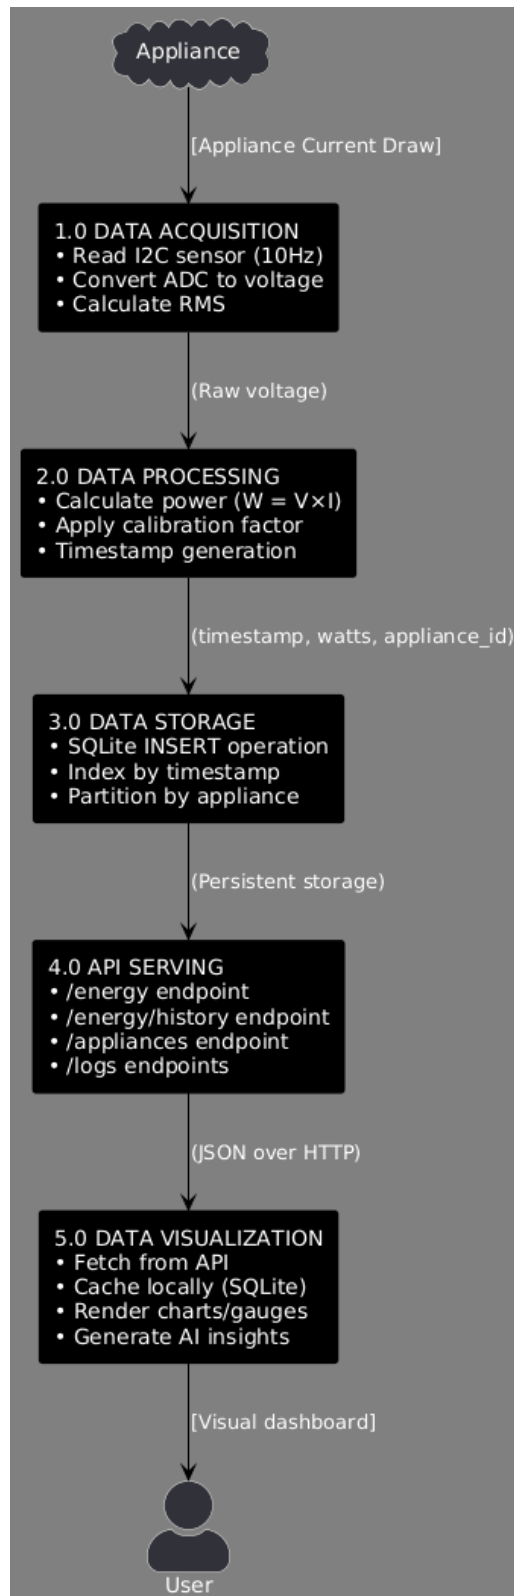 Appliance
[Appliance Current Draw]
1.0 DATA ACQUISITION
• Read I2C sensor (10Hz)
• Convert ADC to voltage
• Calculate RMS
(Raw voltage)
2.0 DATA PROCESSING
• Calculate power (W = V×I)
• Apply calibration factor
• Timestamp generation
(timestamp, watts, appliance_id)
3.0 DATA STORAGE
• SQLite INSERT operation
• Index by timestamp
• Partition by appliance
(Persistent storage)
4.0 API SERVING
• /energy endpoint
• /energy/history endpoint
• /appliances endpoint
• /logs endpoints
(JSON over HTTP)
5.0 DATA VISUALIZATION
• Fetch from API
• Cache locally (SQLite)
• Render charts/gauges
• Generate AI insights
[Visual dashboard]
User